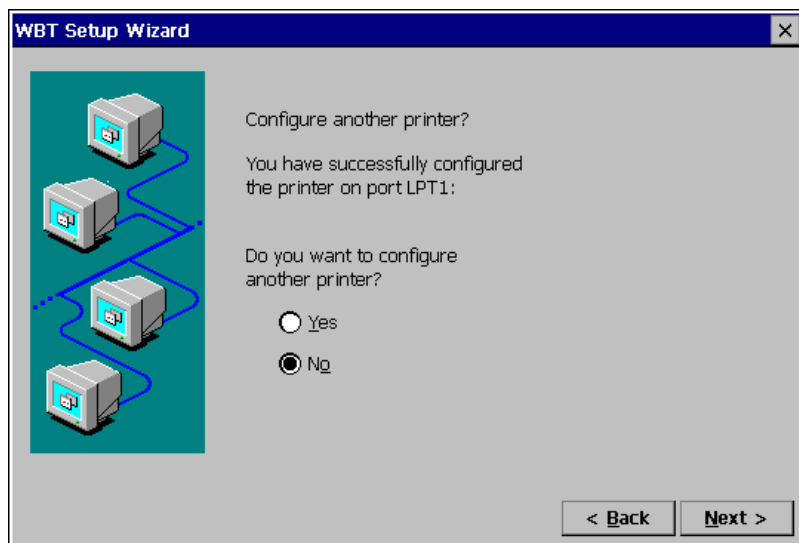 WBT Setup Wizard
Configure another printer?
You have successfully configured
the printer on port LPT1:
Do you want to configure
another printer?
Yes
No
< Back
Next >